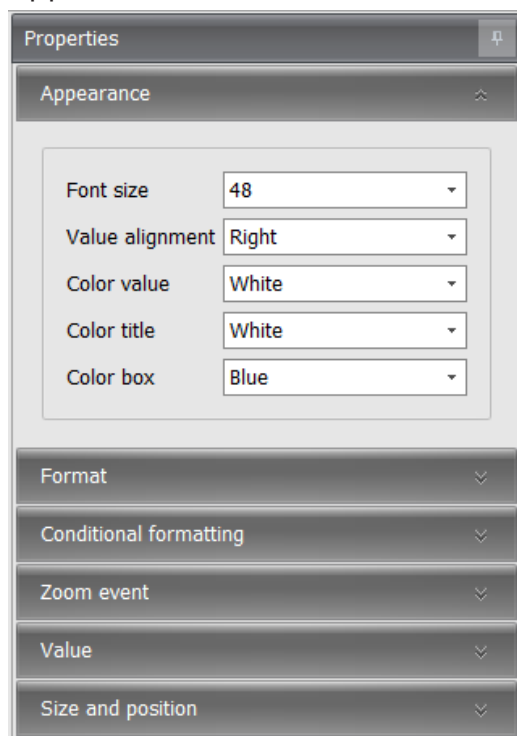 Properties
Appearance
Font size 48
Value alignment Right
Color value White
Color title White
Color box Blue
Format
Conditional formatting
Zoom event
Value
Size and position